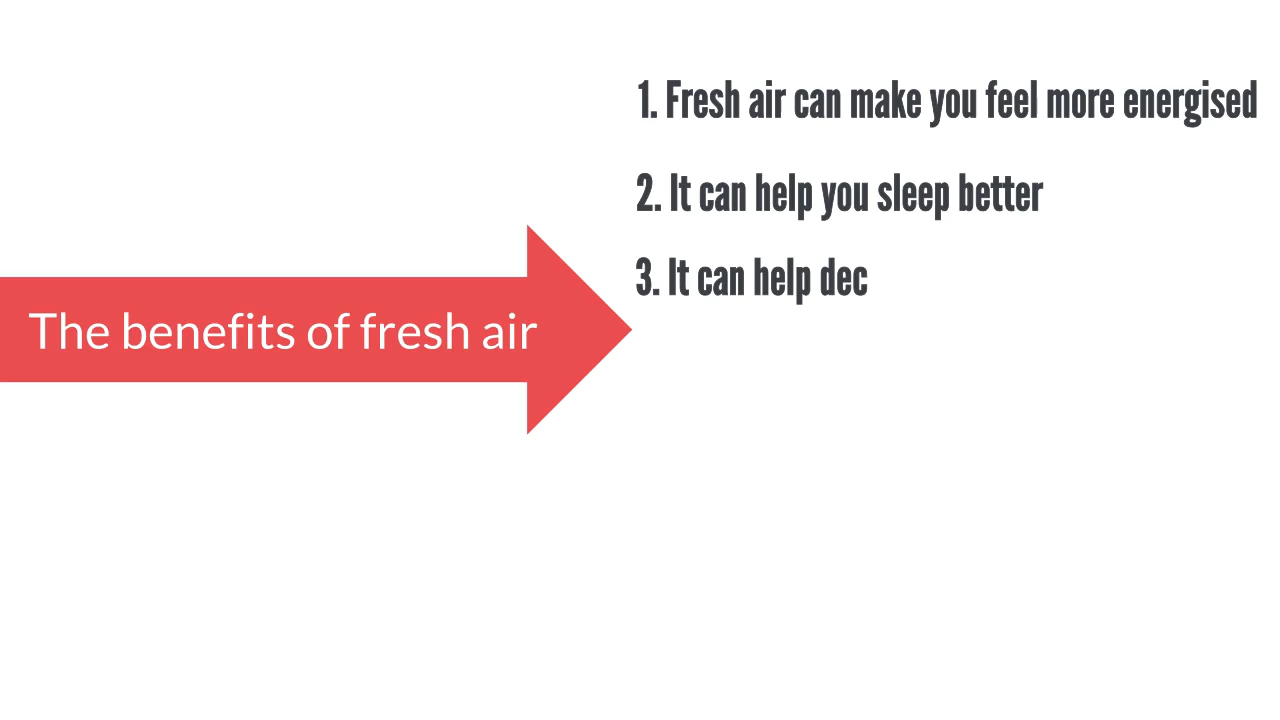 The benefits of fresh air
1. Fresh air can make you feel more energised
2. It can help you sleep better
3. It can help dec